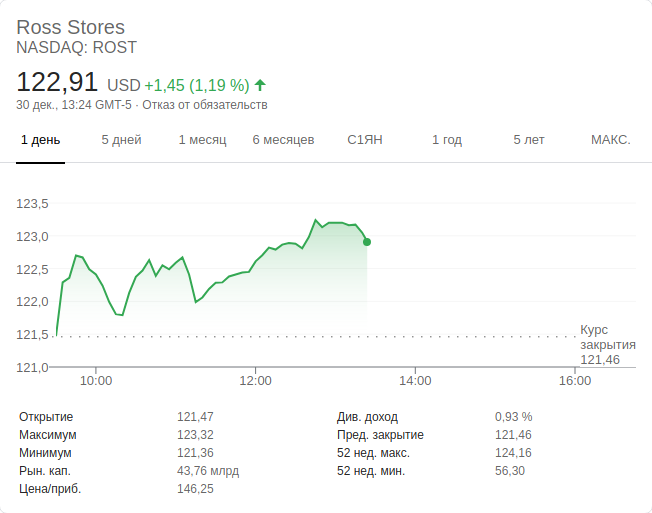 Ross Stores
NASDAQ: ROST
122,91 USD +1,45 (1,19 %)
30 дек., 13:24 GMT-5 · Отказ от обязательств
1 день 5 дней 1 месяц 6 месяцев С1ЯН 1 год 5 лет МАКС.
123,5
123,0
122,5
122,0
121,5
121,0
Курс
закрытия
121,46
10:00 12:00 14:00 16:00
Открытие 121,47 Див. доход 0,93 %
Максимум 123,32 Пред. закрытие 121,46
Минимум 121,36 52 нед. макс. 124,16
Рын. кап. 43,76 млрд 52 нед. мин. 56,30
Цена/приб. 146,25